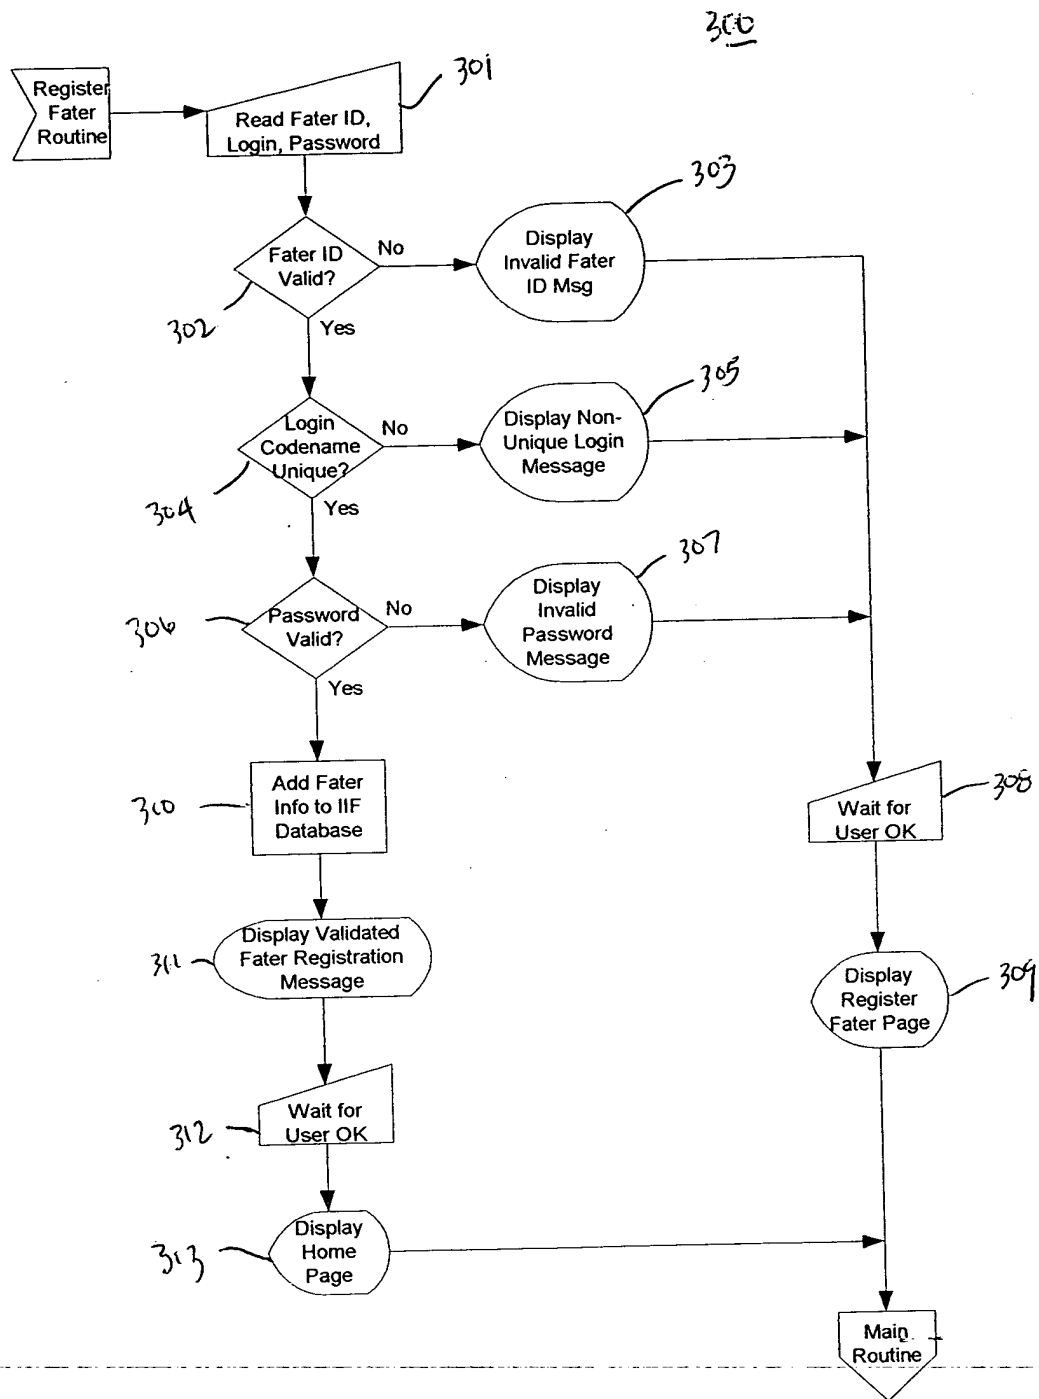 300
301
Register
Fater
Routine
Read Fater ID,
Login, Password
303
Fater ID
Valid?
No
Display
Invalid Fater
ID Msg
302
Yes
305
Login
Codename
Unique?
No
Display Non-
Unique Login
Message
304
Yes
307
306
Password
Valid?
No
Display
Invalid
Password
Message
Yes
310
Add Fater
Info to IIF
Database
308
Wait for
User OK
311
Display Validated
Fater Registration
Message
309
Display
Register
Fater Page
312
Wait for
User OK
313
Display
Home
Page
Main
Routine